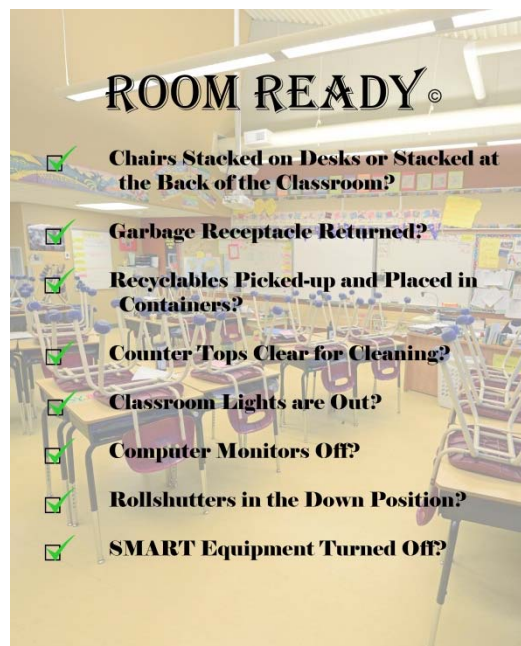 ROOM READY ©
Chairs Stacked on Desks or Stacked at
the Back of the Classroom?
Garbage Receptacle Returned?
Recyclables Picked-up and Placed in
Containers?
Counter Tops Clear for Cleaning?
Classroom Lights are Out?
Computer Monitors Off?
Rollshutters in the Down Position?
SMART Equipment Turned Off?